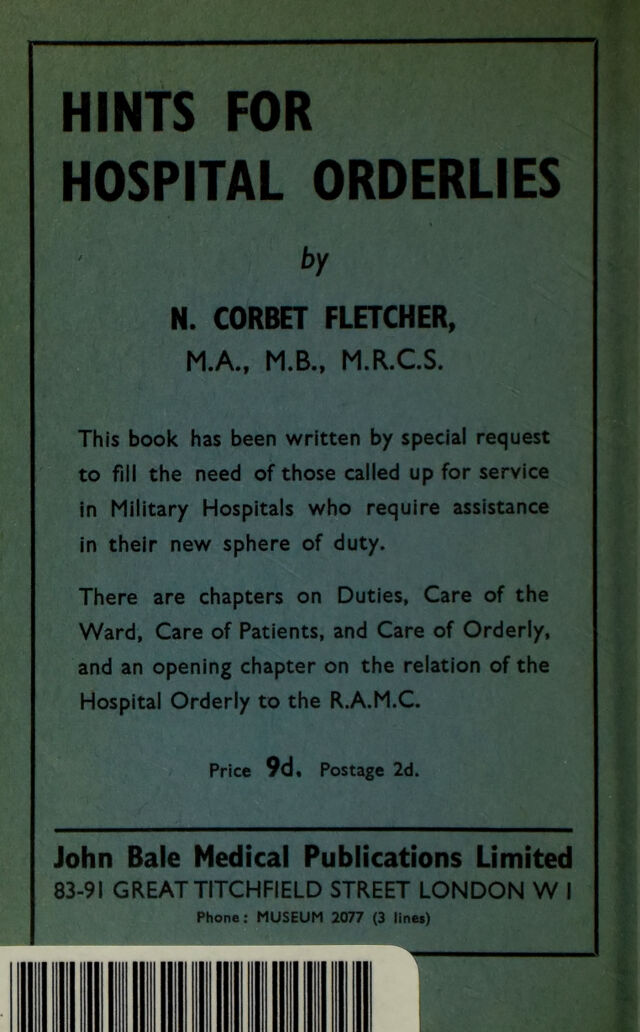 HINTS FOR
HOSPITAL ORDERLIES
by
N. CORBET FLETCHER,
M.A., M.B., M.R.C.S.
This book has been written by special request
to fill the need of those called up for service
in Military Hospitals who require assistance
in their new sphere of duty.
There are chapters on Duties, Care of the
Ward, Care of Patients, and Care of Orderly,
and an opening chapter on the relation of the
Hospital Orderly to the R.A.M.C.
Price 9d. Postage 2d.
John Bale Medical Publications Limited
83-91 GREAT TITCHFIELD STREET LONDON W 1
Phone: MUSEUM 2077 (3 lines)